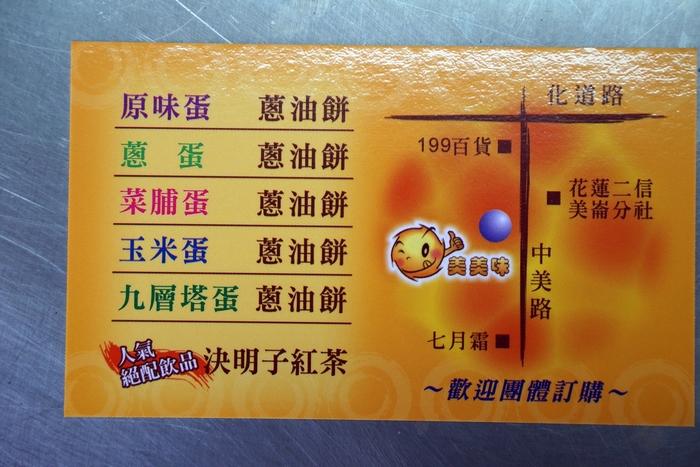 原味蛋 蔥油餅
蔥 蛋 蔥油餅
菜脯蛋 蔥油餅
玉米蛋 蔥油餅
九層塔蛋 蔥油餅
人氣
絕配飲品
決明子紅茶
化道路
199百貨
花蓮二信
美崙分社
美美味
中美路
七月霜
~歡迎團體訂購~